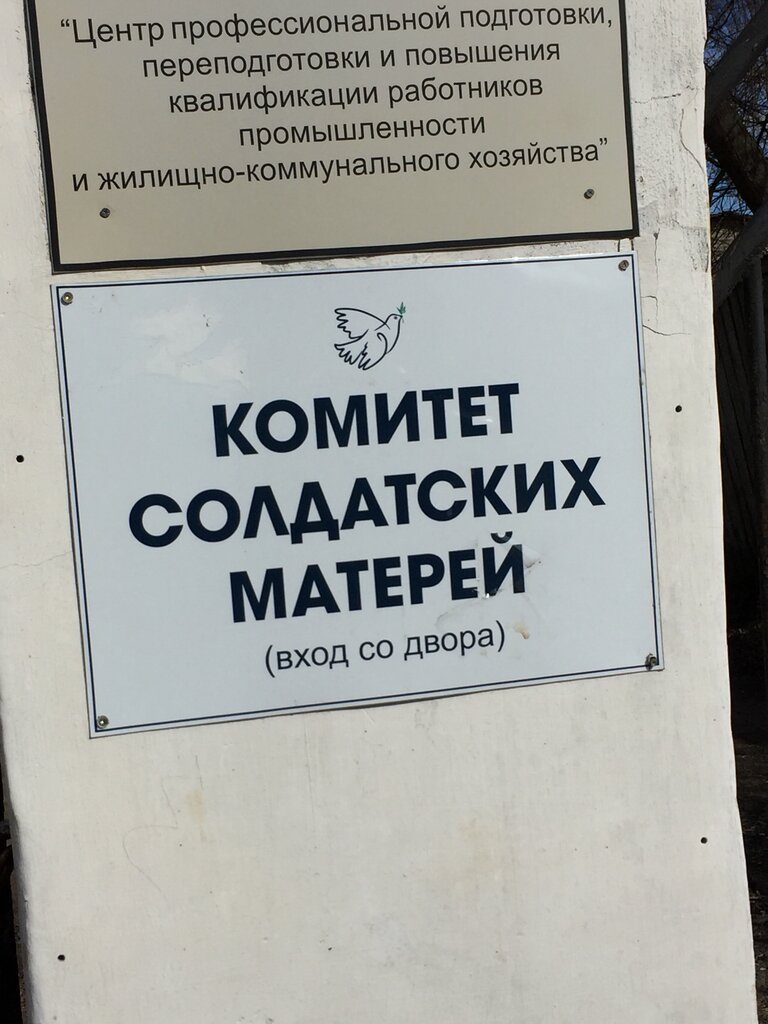 “Центр профессиональной подготовки,
переподготовки и повышения
квалификации работников
промышленности
и жилищно-коммунального хозяйства”
КОМИТЕТ
СОЛДАТСКИХ
МАТЕРЕЙ
(вход со двора)